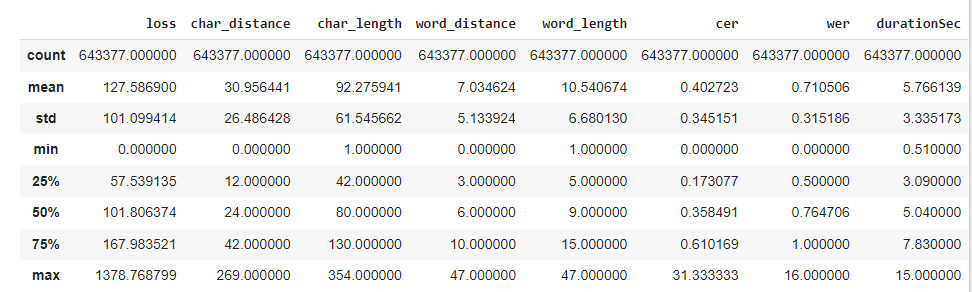 loss char_distance char_length word_distance word_length cer wer durationSec
count 643377.000000 643377.000000 643377.000000 643377.000000 643377.000000 643377.000000 643377.000000 643377.000000
mean 127.586900 30.956441 92.275941 7.034624 10.540674 0.402723 0.710506 5.766139
std 101.099414 26.486428 61.545662 5.133924 6.680130 0.345151 0.315186 3.335173
min 0.000000 0.000000 1.000000 0.000000 1.000000 0.000000 0.000000 0.510000
25% 57.539135 12.000000 42.000000 3.000000 5.000000 0.173077 0.500000 3.090000
50% 101.806374 24.000000 80.000000 6.000000 9.000000 0.358491 0.764706 5.040000
75% 167.983521 42.000000 130.000000 10.000000 15.000000 0.610169 1.000000 7.830000
max 1378.768799 269.000000 354.000000 47.000000 47.000000 31.333333 16.000000 15.000000